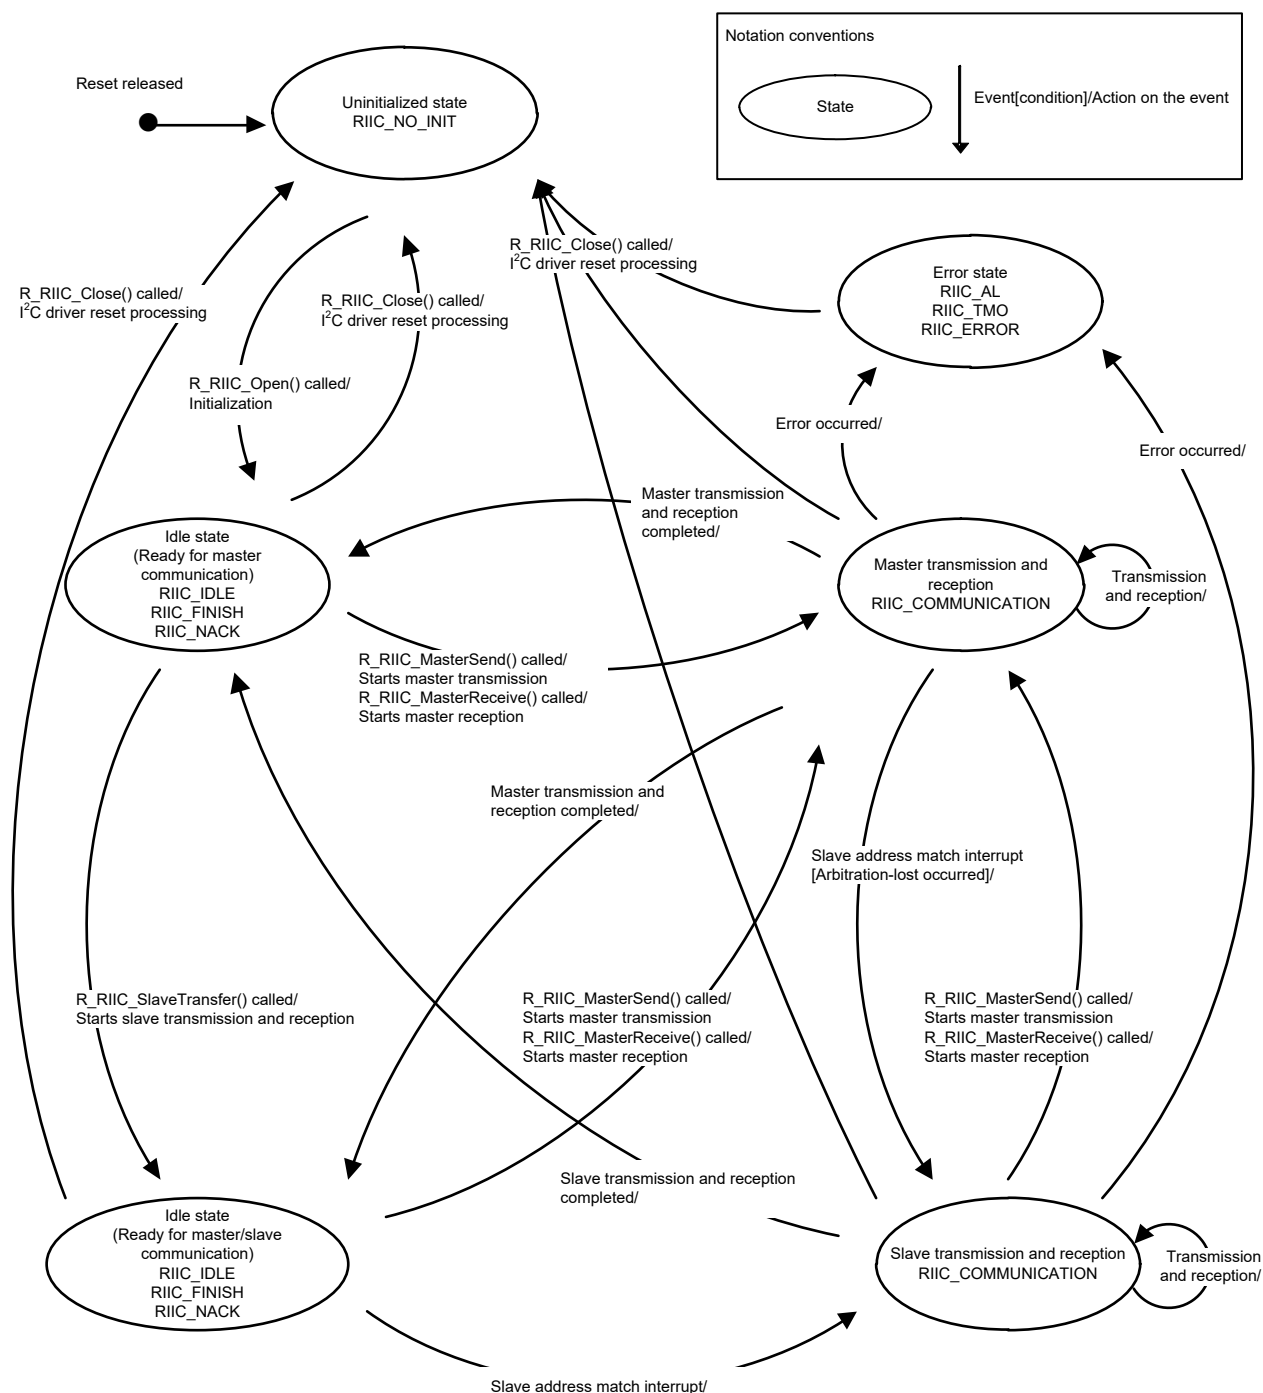 Notation conventions
State
Event[condition]/Action on the event
Reset released
Uninitialized state
RIIC_NO_INIT
R_RIIC_Close() called/
I²C driver reset processing
R_RIIC_Close() called/
I²C driver reset processing
R_RIIC_Close() called/
I²C driver reset processing
Error state
RIIC_AL
RIIC_TMO
RIIC_ERROR
R_RIIC_Open() called/
Initialization
Error occurred/
Error occurred/
Master transmission
and reception
completed/
Idle state
(Ready for master
communication)
RIIC_IDLE
RIIC_FINISH
RIIC_NACK
Master transmission and
reception
RIIC_COMMUNICATION
Transmission
and reception/
R_RIIC_MasterSend() called/
Starts master transmission
R_RIIC_MasterReceive() called/
Starts master reception
Master transmission and
reception completed/
Slave address match interrupt
[Arbitration-lost occurred]/
R_RIIC_SlaveTransfer() called/
Starts slave transmission and reception
R_RIIC_MasterSend() called/
Starts master transmission
R_RIIC_MasterReceive() called/
Starts master reception
R_RIIC_MasterSend() called/
Starts master transmission
R_RIIC_MasterReceive() called/
Starts master reception
Slave transmission and reception
completed/
Idle state
(Ready for master/slave
communication)
RIIC_IDLE
RIIC_FINISH
RIIC_NACK
Slave transmission and reception
RIIC_COMMUNICATION
Transmission
and reception/
Slave address match interrupt/